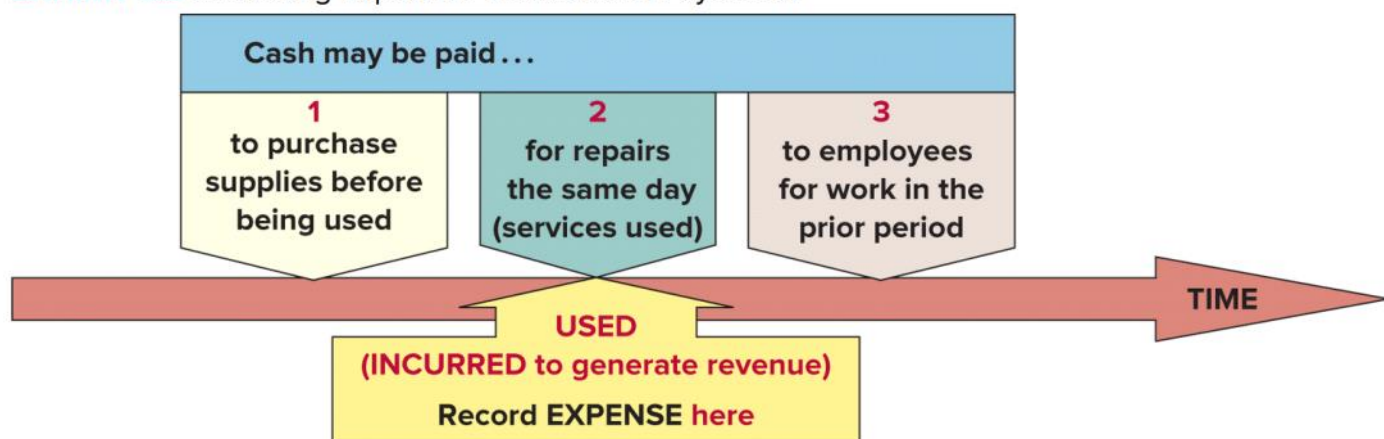 Cash may be paid...
1
to purchase
supplies before
being used
2
for repairs
the same day
(services used)
3
to employees
for work in the
prior period
TIME
USED
(INCURRED to generate revenue)
Record EXPENSE here